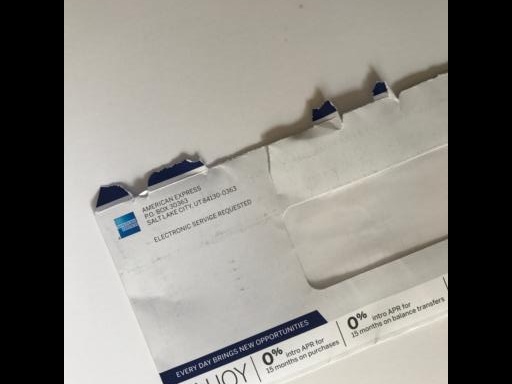 AMERICAN EXPRESS
P.O. BOX 30363
SALT LAKE CITY, UT 84130-0363
ELECTRONIC SERVICE REQUESTED
EVERY DAY BRINGS NEW OPPORTUNITIES
0% intro APR for
15 months on purchases
0% intro APR for
15 months on balance transfers